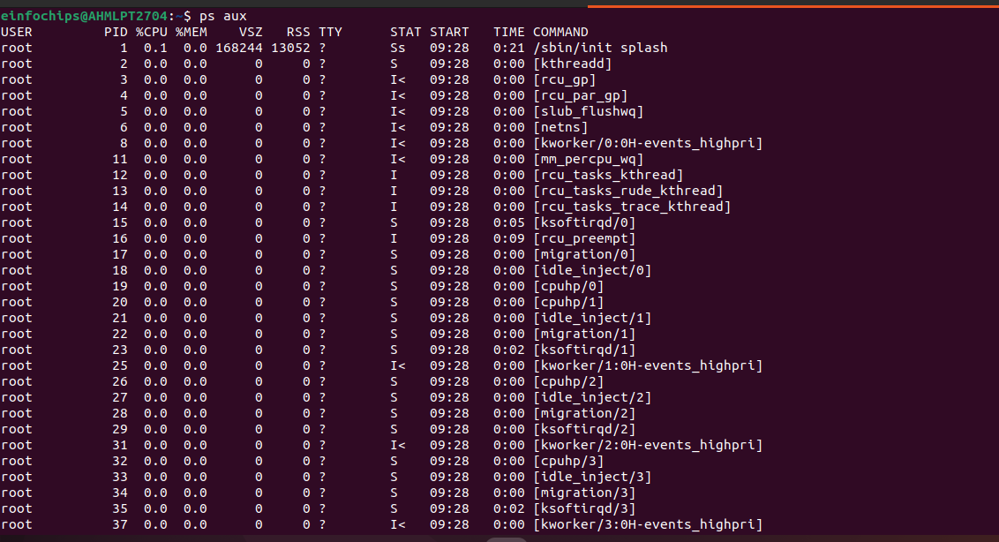 einfochips@AHMLPT2704:~$ ps aux
USER         PID %CPU %MEM    VSZ   RSS TTY      STAT START   TIME COMMAND
root           1  0.1  0.0 168244 13052 ?        Ss   09:28   0:21 /sbin/init splash
root           2  0.0  0.0      0     0 ?        S    09:28   0:00 [kthreadd]
root           3  0.0  0.0      0     0 ?        I<   09:28   0:00 [rcu_gp]
root           4  0.0  0.0      0     0 ?        I<   09:28   0:00 [rcu_par_gp]
root           5  0.0  0.0      0     0 ?        I<   09:28   0:00 [slub_flushwq]
root           6  0.0  0.0      0     0 ?        I<   09:28   0:00 [netns]
root           8  0.0  0.0      0     0 ?        I<   09:28   0:00 [kworker/0:0H-events_highpri]
root          11  0.0  0.0      0     0 ?        I<   09:28   0:00 [mm_percpu_wq]
root          12  0.0  0.0      0     0 ?        I    09:28   0:00 [rcu_tasks_kthread]
root          13  0.0  0.0      0     0 ?        I    09:28   0:00 [rcu_tasks_rude_kthread]
root          14  0.0  0.0      0     0 ?        I    09:28   0:00 [rcu_tasks_trace_kthread]
root          15  0.0  0.0      0     0 ?        S    09:28   0:05 [ksoftirqd/0]
root          16  0.0  0.0      0     0 ?        I    09:28   0:09 [rcu_preempt]
root          17  0.0  0.0      0     0 ?        S    09:28   0:00 [migration/0]
root          18  0.0  0.0      0     0 ?        S    09:28   0:00 [idle_inject/0]
root          19  0.0  0.0      0     0 ?        S    09:28   0:00 [cpuhp/0]
root          20  0.0  0.0      0     0 ?        S    09:28   0:00 [cpuhp/1]
root          21  0.0  0.0      0     0 ?        S    09:28   0:00 [idle_inject/1]
root          22  0.0  0.0      0     0 ?        S    09:28   0:00 [migration/1]
root          23  0.0  0.0      0     0 ?        S    09:28   0:02 [ksoftirqd/1]
root          25  0.0  0.0      0     0 ?        I<   09:28   0:00 [kworker/1:0H-events_highpri]
root          26  0.0  0.0      0     0 ?        S    09:28   0:00 [cpuhp/2]
root          27  0.0  0.0      0     0 ?        S    09:28   0:00 [idle_inject/2]
root          28  0.0  0.0      0     0 ?        S    09:28   0:00 [migration/2]
root          29  0.0  0.0      0     0 ?        S    09:28   0:00 [ksoftirqd/2]
root          31  0.0  0.0      0     0 ?        I<   09:28   0:00 [kworker/2:0H-events_highpri]
root          32  0.0  0.0      0     0 ?        S    09:28   0:00 [cpuhp/3]
root          33  0.0  0.0      0     0 ?        S    09:28   0:00 [idle_inject/3]
root          34  0.0  0.0      0     0 ?        S    09:28   0:00 [migration/3]
root          35  0.0  0.0      0     0 ?        S    09:28   0:02 [ksoftirqd/3]
root          37  0.0  0.0      0     0 ?        I<   09:28   0:00 [kworker/3:0H-events_highpri]